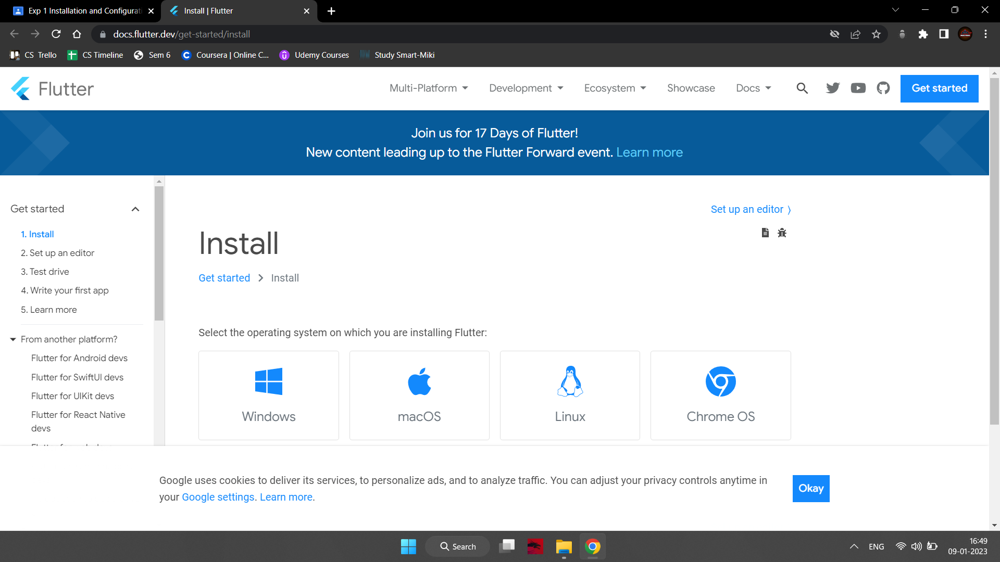 Exp 1 Installation and Configurati
Install | Flutter
docs.flutter.dev/get-started/install
CS Trello
CS Timeline
Sem 6
Coursera | Online C...
Udemy Courses
Study Smart-Miki
Flutter
Multi-Platform
Development
Ecosystem
Showcase
Docs
Get started
Join us for 17 Days of Flutter!
New content leading up to the Flutter Forward event. Learn more
Get started
1. Install
2. Set up an editor
3. Test drive
4. Write your first app
5. Learn more
From another platform?
Flutter for Android devs
Flutter for SwiftUI devs
Flutter for UIKit devs
Flutter for React Native
devs
Set up an editor ⟩
Install
Get started > Install
Select the operating system on which you are installing Flutter:
Windows
macOS
Linux
Chrome OS
Google uses cookies to deliver its services, to personalize ads, and to analyze traffic. You can adjust your privacy controls anytime in
your Google settings. Learn more.
Okay
Search
ENG
16:49
09-01-2023